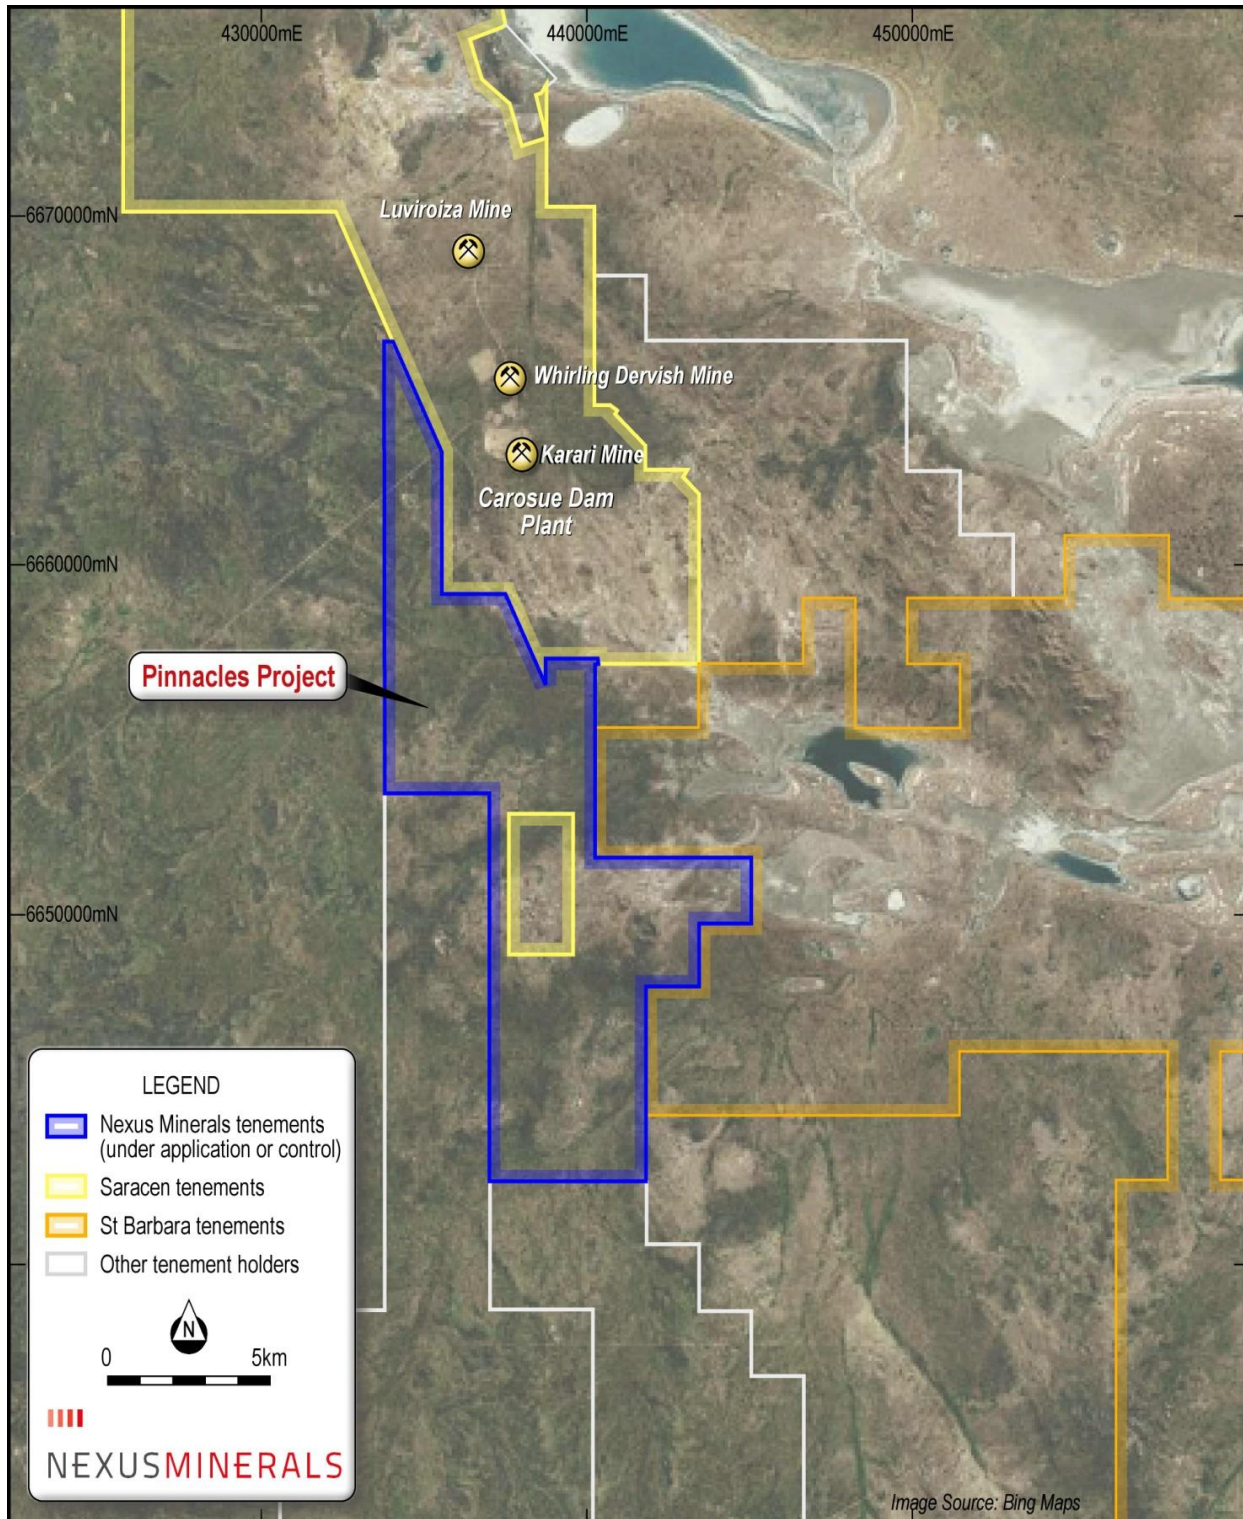 430000mE
440000mE
450000mE
6670000mN
Luviroiza Mine
Whirling Dervish Mine
Karari Mine
Carosue Dam
Plant
6660000mN
Pinnacles Project
6650000mN
LEGEND
Nexus Minerals tenements
(under application or control)
Saracen tenements
St Barbara tenements
Other tenement holders
N
0 5km
NEXUSMINERALS
Image Source: Bing Maps